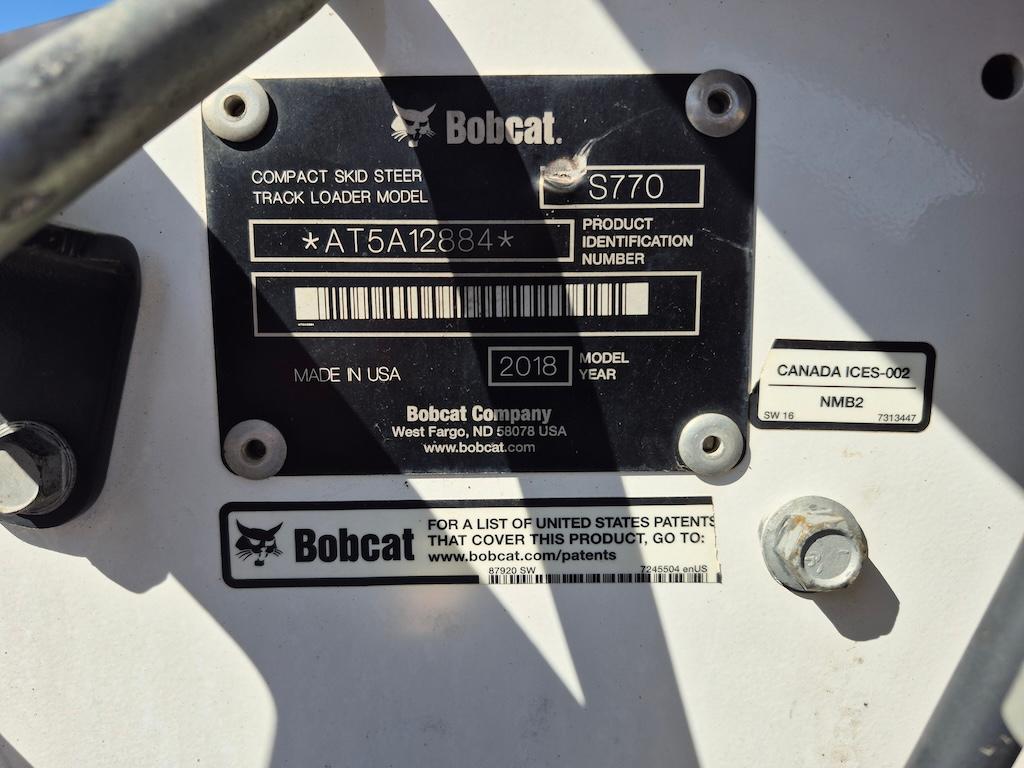 Bobcat.
COMPACT SKID STEER
TRACK LOADER MODEL
S770
*AT5A12884*
PRODUCT
IDENTIFICATION
NUMBER
MADE IN USA
2018
MODEL
YEAR
Bobcat Company
West Fargo, ND 58078 USA
www.bobcat.com
CANADA ICES-002
NMB2
SW 16
7313447
Bobcat
FOR A LIST OF UNITED STATES PATENTS
THAT COVER THIS PRODUCT, GO TO:
www.bobcat.com/patents
87920 SW
7245504 enUS